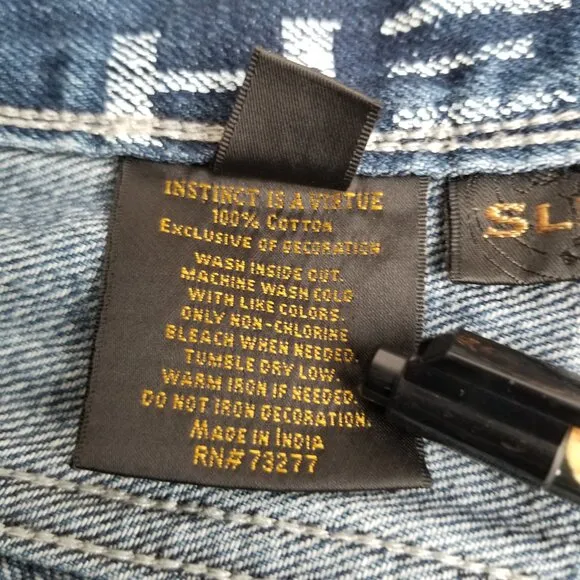 INSTINCT IS A VIRTUE
100% COTTON
EXCLUSIVE OF DECORATION
WASH INSIDE OUT.
MACHINE WASH COLD
WITH LIKE COLORS.
ONLY NON-CHLORINE
BLEACH WHEN NEEDED.
TUMBLE DRY LOW.
WARM IRON IF NEEDED.
DO NOT IRON DECORATION.
MADE IN INDIA
RN# 73277
SL